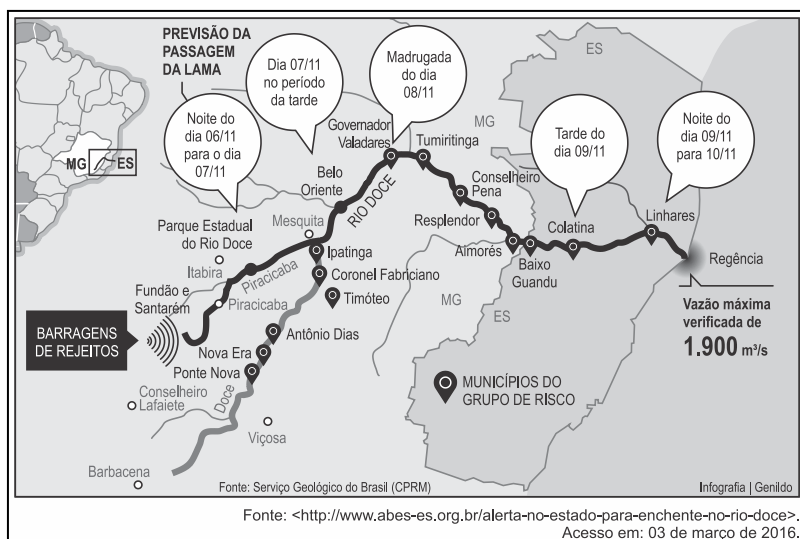 PREVISÃO DA
PASSAGEM
DA LAMA
MG
ES
Noite do
dia 06/11
para o dia
07/11
Dia 07/11
no período
da tarde
Madrugada
do dia
08/11
Tarde do
dia 09/11
Noite do
dia 09/11
para 10/11
ES
MG
Governador
Valadares
Tumiritinga
Belo
Oriente
RIO DOCE
Conselheiro
Pena
Resplendor
Aimorés
Baixo
Guandu
Colatina
Linhares
Regência
Parque Estadual
do Rio Doce
Mesquita
Itabira
Piracicaba
Ipatinga
Coronel Fabriciano
Timóteo
Fundão e
Santarém
Piracicaba
BARRAGENS
DE REJEITOS
Antônio Dias
Nova Era
Ponte Nova
Conselheiro
Lafaiete
Doce
Viçosa
Barbacena
MG
ES
Vazão máxima
verificada de
1.900 m³/s
MUNICÍPIOS DO
GRUPO DE RISCO
Fonte: Serviço Geológico do Brasil (CPRM)
Infografia | Genildo
Fonte: <http://www.abes-es.org.br/alerta-no-estado-para-enchente-no-rio-doce>.
Acesso em: 03 de março de 2016.